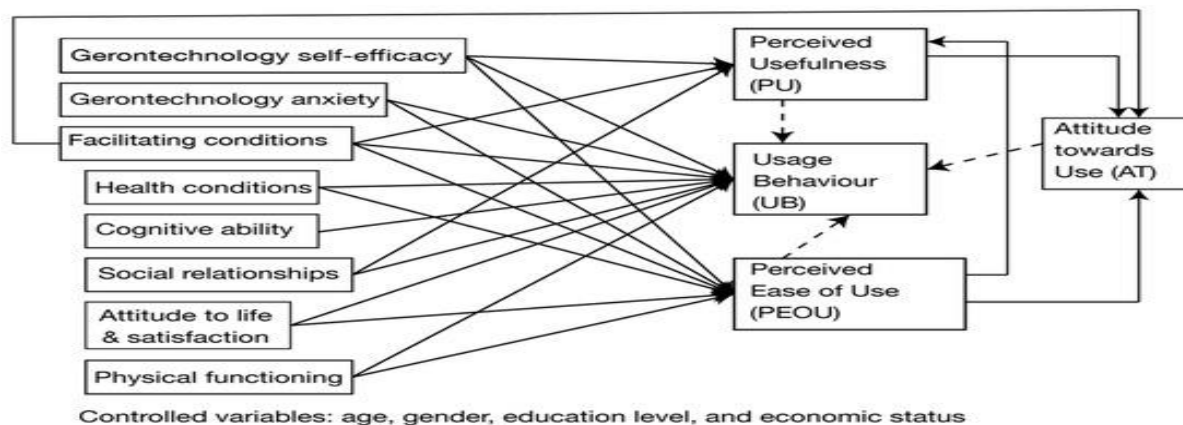 Gerontechnology self-efficacy
Gerontechnology anxiety
Facilitating conditions
Health conditions
Cognitive ability
Social relationships
Attitude to life
& satisfaction
Physical functioning
Perceived
Usefulness
(PU)
Usage
Behaviour
(UB)
Perceived
Ease of Use
(PEOU)
Attitude
towards
Use (AT)
Controlled variables: age, gender, education level, and economic status